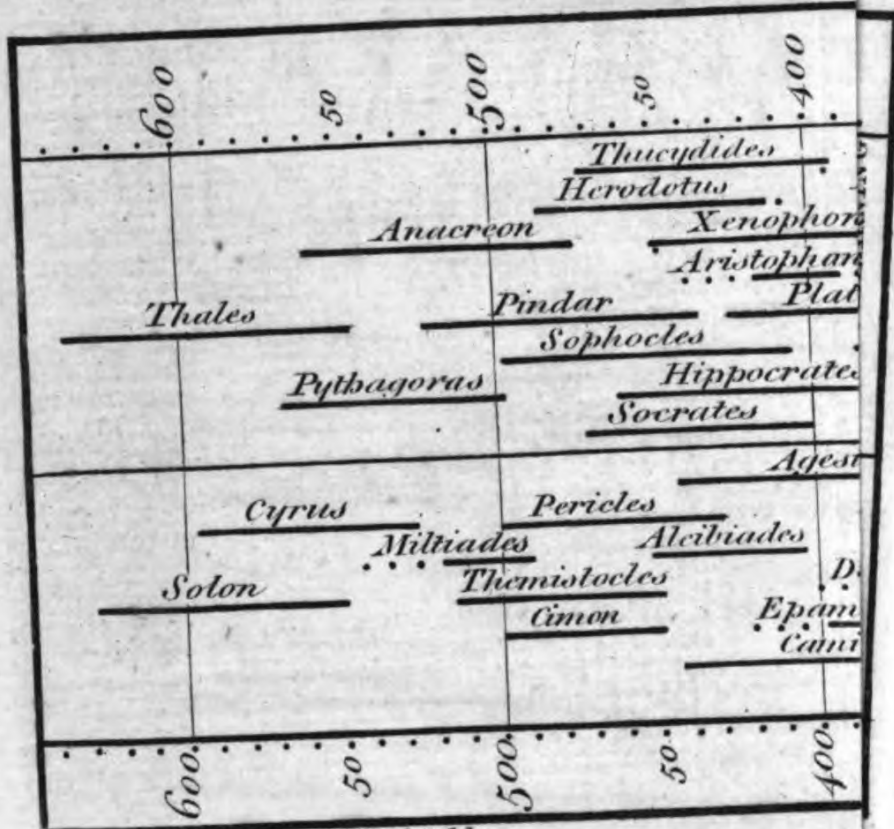 600 50 500 50 400
Thucydides
Herodotus
Anacreon Xenophon
Aristophan
Thales Pindar Plat
Sophocles
Pythagoras Hippocrates
Socrates
Agesi
Cyrus Pericles
Miltiades Alcibiades
D
Solon Themistocles
Cimon Epam
Cami
600 50 500 50 400